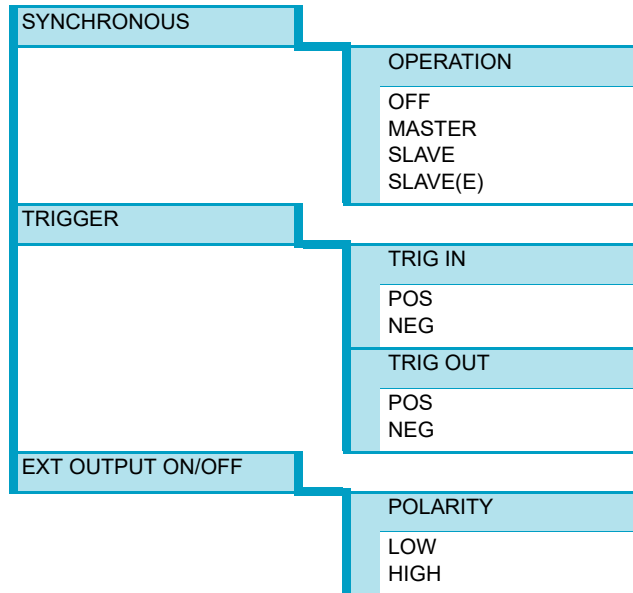 SYNCHRONOUS
OPERATION
OFF
MASTER
SLAVE
SLAVE(E)
TRIGGER
TRIG IN
POS
NEG
TRIG OUT
POS
NEG
EXT OUTPUT ON/OFF
POLARITY
LOW
HIGH